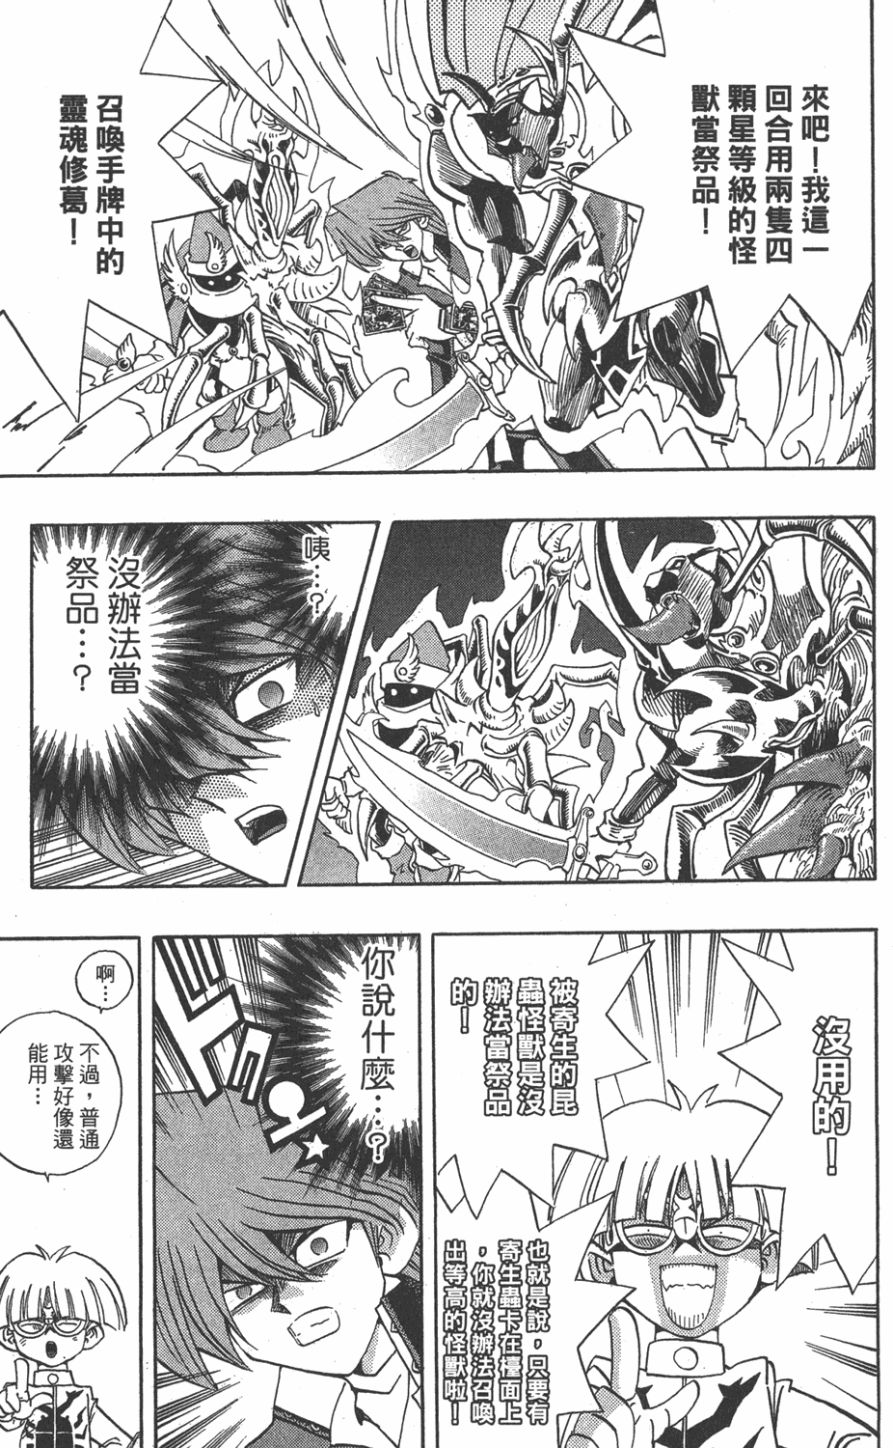 來吧！我這一
回合用兩隻四
顆星等級的怪
獸當祭品！
召喚手牌中的
靈魂修葛！
咦…？
沒辦法當
祭品…？
沒用的！
被寄生的昆
蟲怪獸是沒
辦法當祭品
的！
也就是說，只要有
寄生蟲卡在檯面上
，你就沒辦法召喚
出等高的怪獸啦！
你說什麼…？
ドドオ
啊…
不過，普通
攻擊好像還
能用…